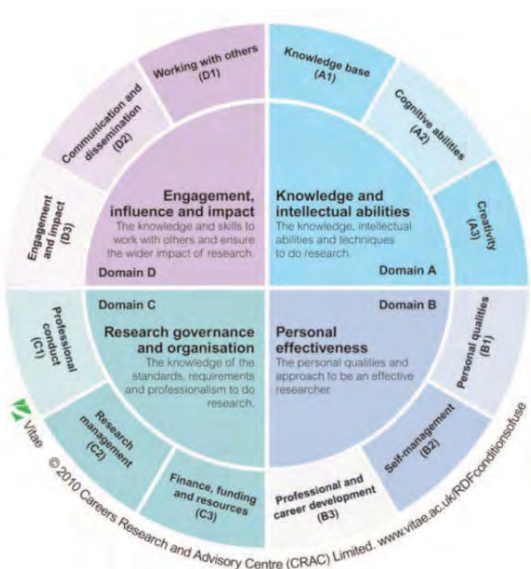 Working with others
(D1)
Knowledge base
(A1)
Communication and
dissemination
(D2)
Cognitive abilities
(A2)
Engagement
and impact
(D3)
Creativity
(A3)
Engagement,
influence and impact
The knowledge and skills to
work with others and ensure
the wider impact of research.
Domain D
Knowledge and
intellectual abilities
The knowledge, intellectual
abilities and techniques
to do research.
Domain A
Domain C
Research governance
and organisation
The knowledge of the
standards, requirements
and professionalism to do
research.
Domain B
Personal
effectiveness
The personal qualities and
approach to be an effective
researcher.
Professional
conduct
(C1)
Personal qualities
(B1)
Research
management
(C2)
Self-management
(B2)
Finance, funding
and resources
(C3)
Professional and
career development
(B3)
Vitae
© 2010 Careers Research and Advisory Centre (CRAC) Limited. www.vitae.ac.uk/RDFconditionsofuse